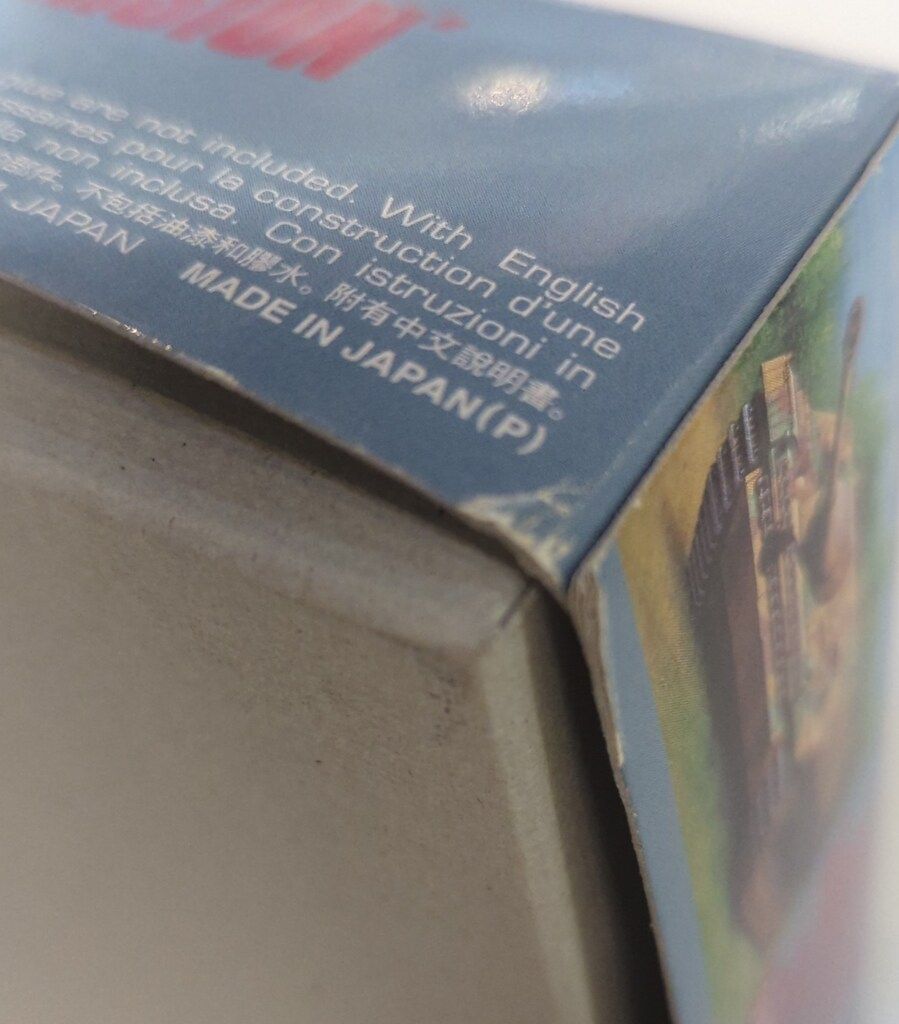 are not included. With English
pour la construction d'une
non inclusa. Con istruzioni in
不包括油漆和膠水。附有中文說明書。
JAPAN MADE IN JAPAN(P)